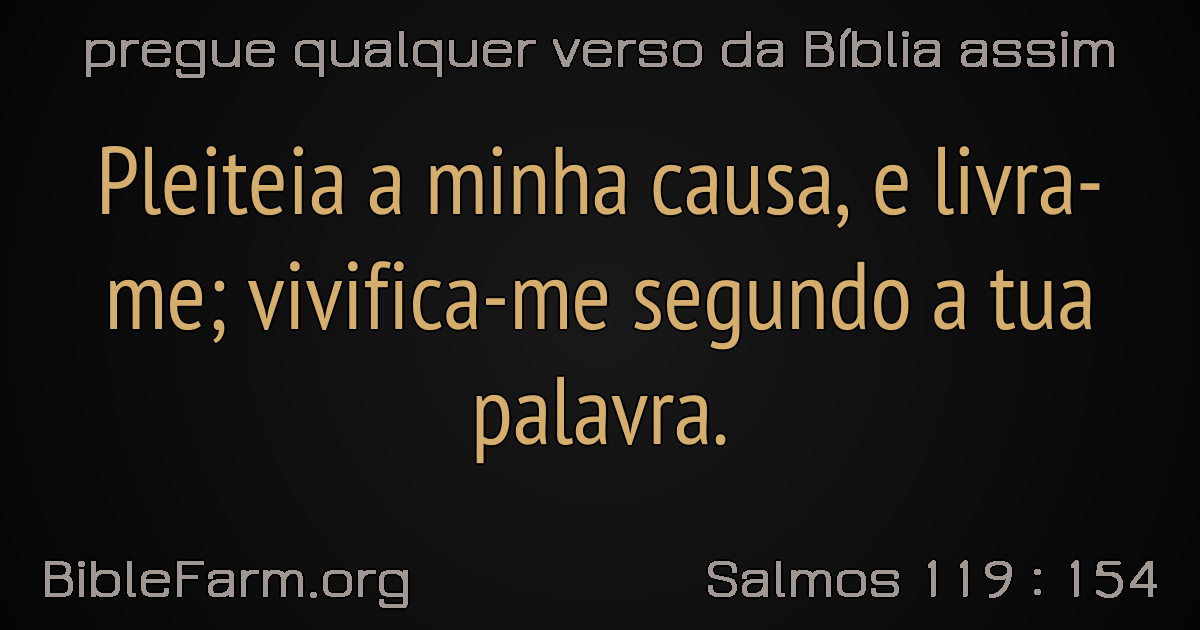 pregue qualquer verso da Bíblia assim
Pleiteia a minha causa, e livra-
me; vivifica-me segundo a tua
palavra.
BibleFarm.org
Salmos 119 : 154